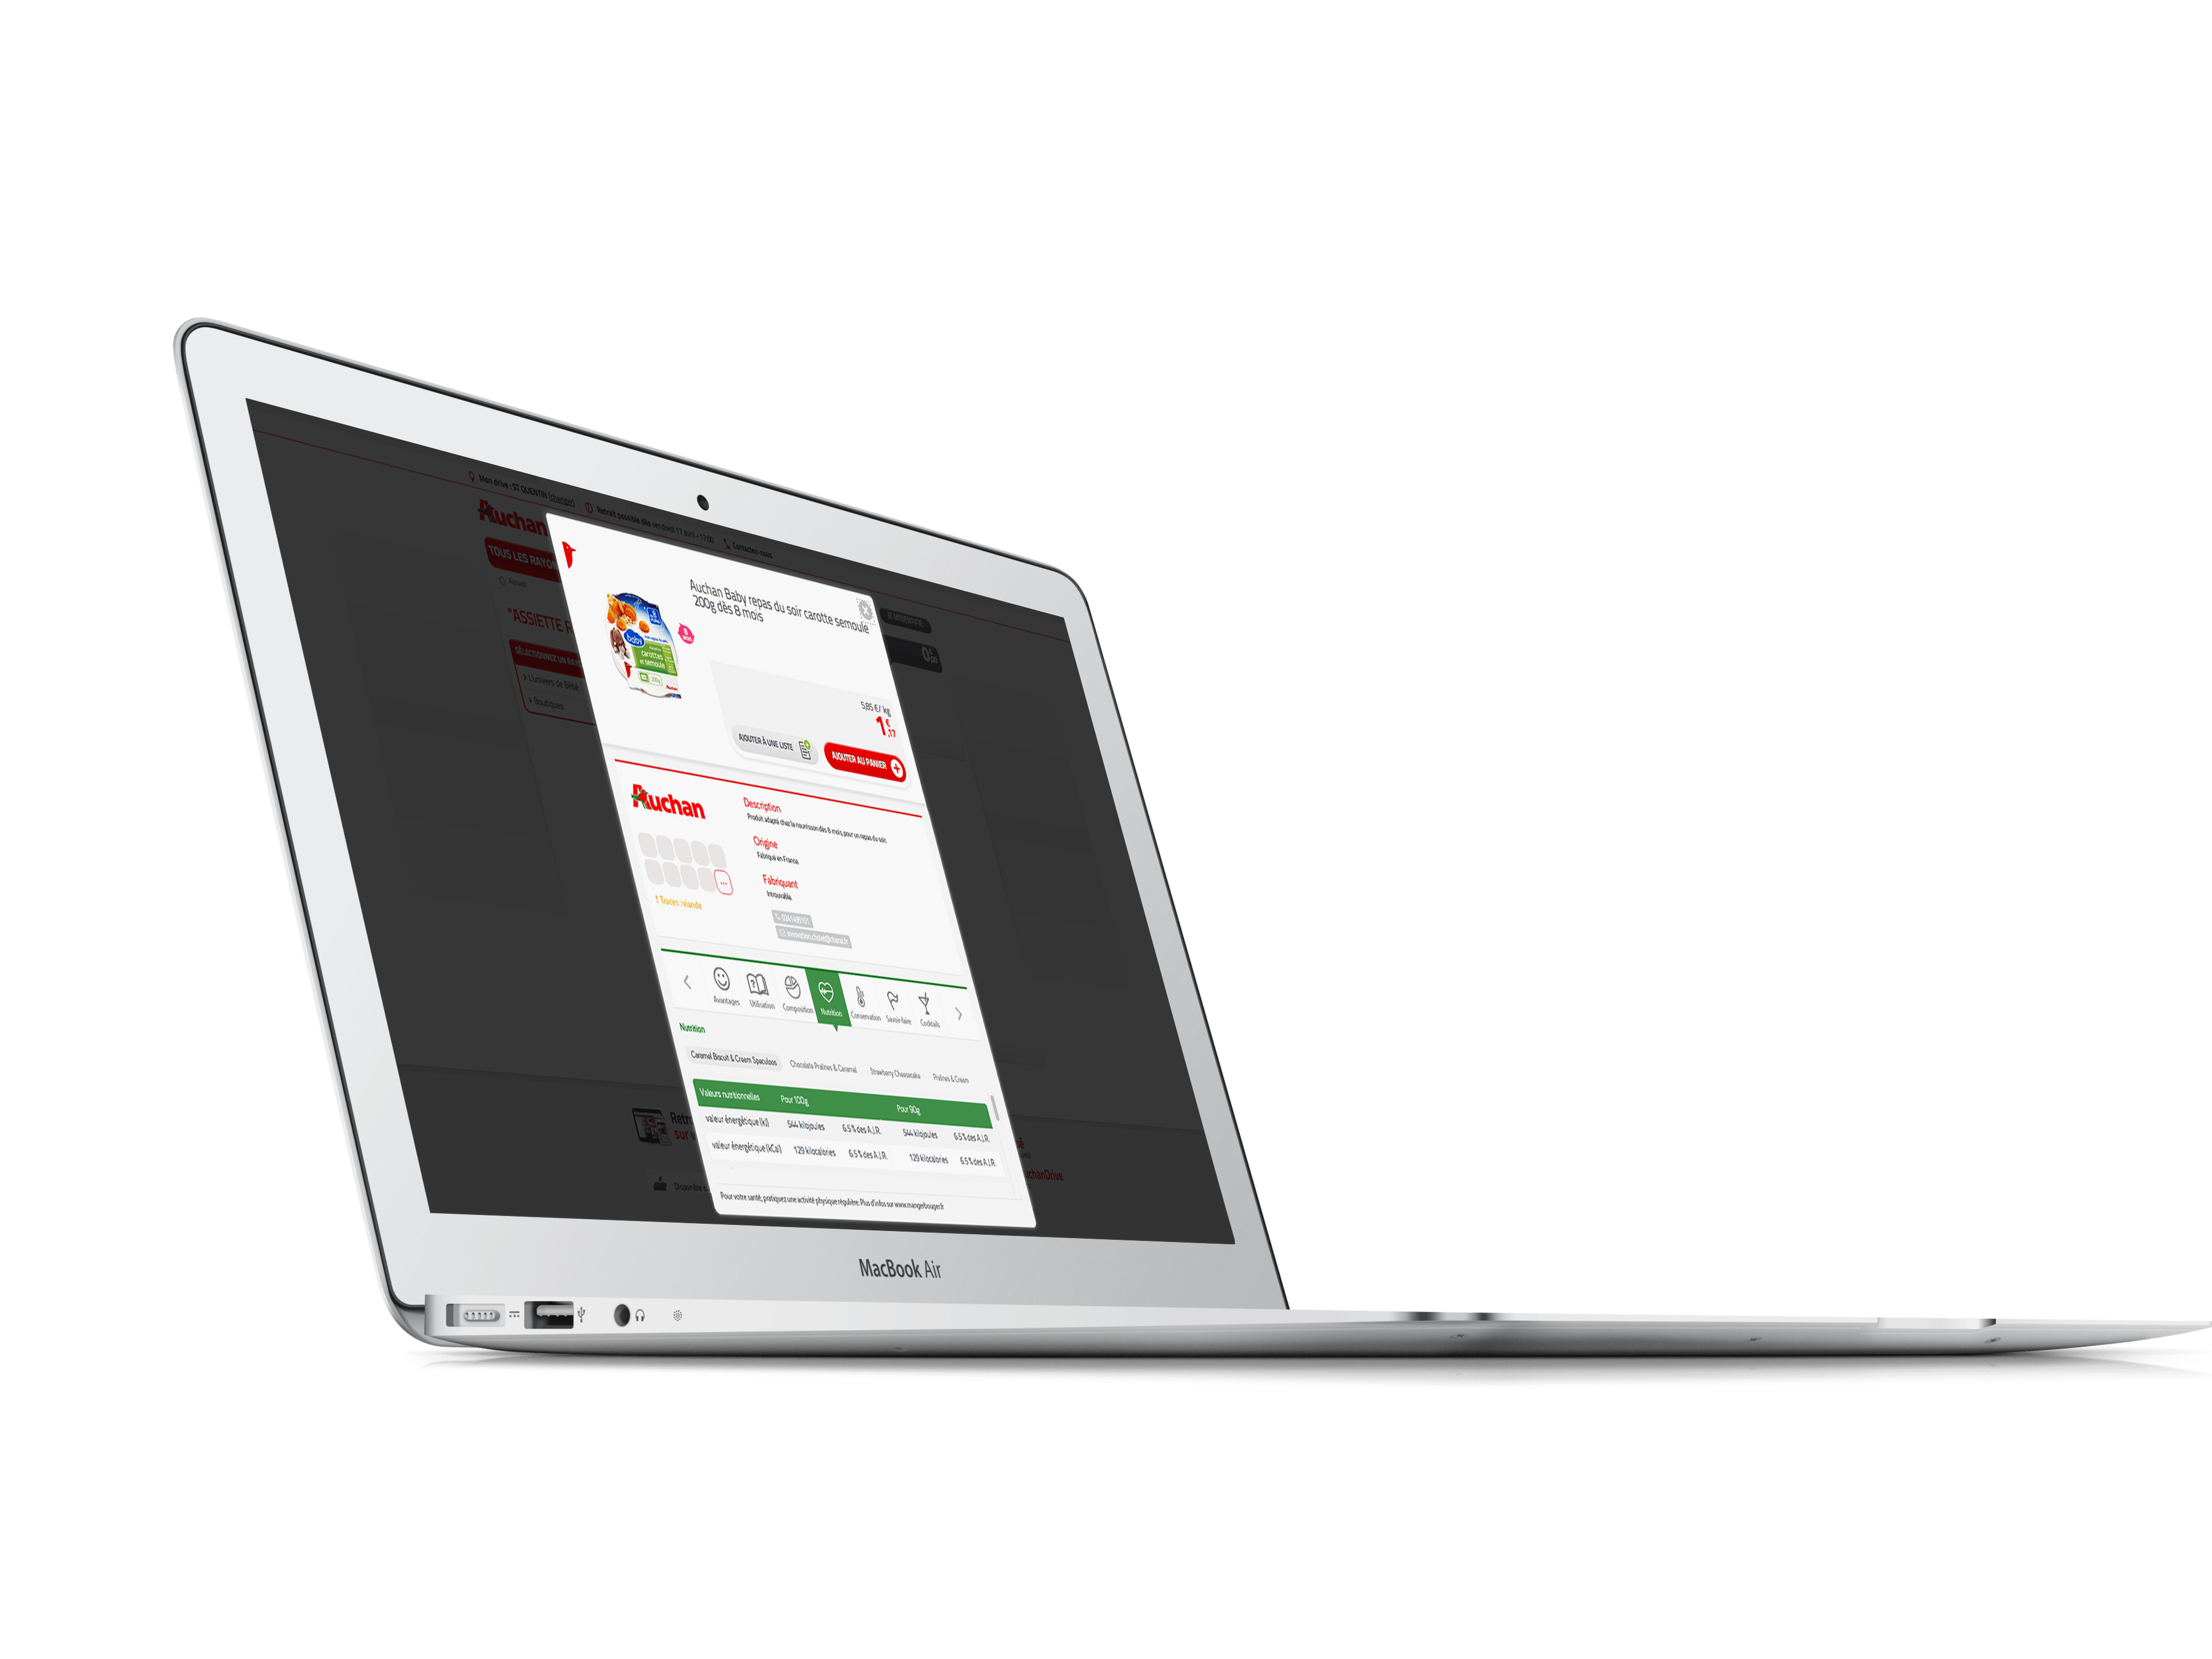 Mon drive : ST QUENTIN (changer)
Retrait possible dès vendredi 17 avril - 17:00
Contactez-nous
Auchan
TOUS LES RAYO
Accueil
"ASSIETTE
SÉLECTIONNEZ UN RAY
> L'univers de Bébé
> Boutiques
Auchan Baby repas du soir carotte semoule
200g dès 8 mois
baby
carottes
et semoule
200g
5,85 €/ kg
1€,17
AJOUTER À UNE LISTE
AJOUTER AU PANIER
Auchan
! Traces : viande
Description
Produit adapté chez le nourrisson dès 8 mois, pour un repas du soir.
Origine
Fabriqué en France.
Fabriquant
Introuvable.
Avantages
Utilisation
Composition
Nutrition
Conservation
Savoir-faire
Cocktails
Nutrition
Caramel Biscuit & Cream Speculoos
Chocolate Pralines & Caramel
Strawberry Cheesecake
Pralines & Cream
Valeurs nutritionnelles Pour 100g Pour 90g
valeur énergétique (kJ) 544 kilojoules 6.5 % des A.J.R. 544 kilojoules 6.5 % des A.J.R.
valeur énergétique (kCal) 129 kilocalories 6.5 % des A.J.R. 129 kilocalories 6.5 % des A.J.R.
Pour votre santé, pratiquez une activité physique régulière. Plus d'infos sur www.mangerbouger.fr
Retr
sur v
uchanDrive
MacBook Air